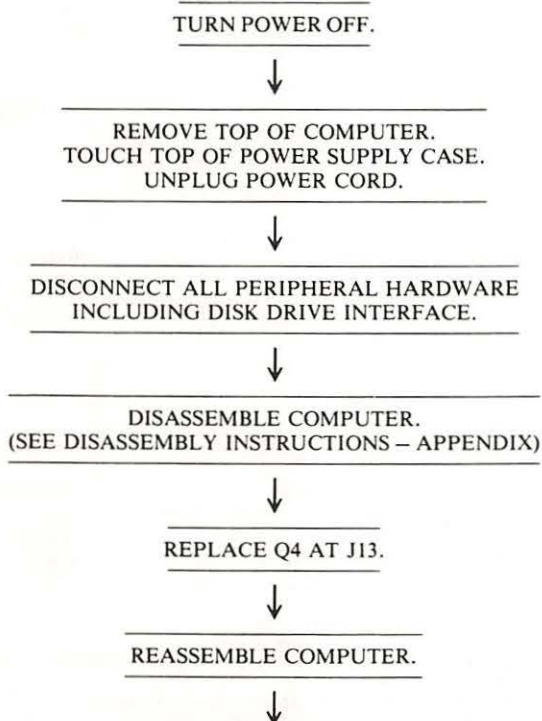 TURN POWER OFF.
REMOVE TOP OF COMPUTER.
TOUCH TOP OF POWER SUPPLY CASE.
UNPLUG POWER CORD.
DISCONNECT ALL PERIPHERAL HARDWARE
INCLUDING DISK DRIVE INTERFACE.
DISASSEMBLE COMPUTER.
(SEE DISASSEMBLY INSTRUCTIONS – APPENDIX)
REPLACE Q4 AT J13.
REASSEMBLE COMPUTER.